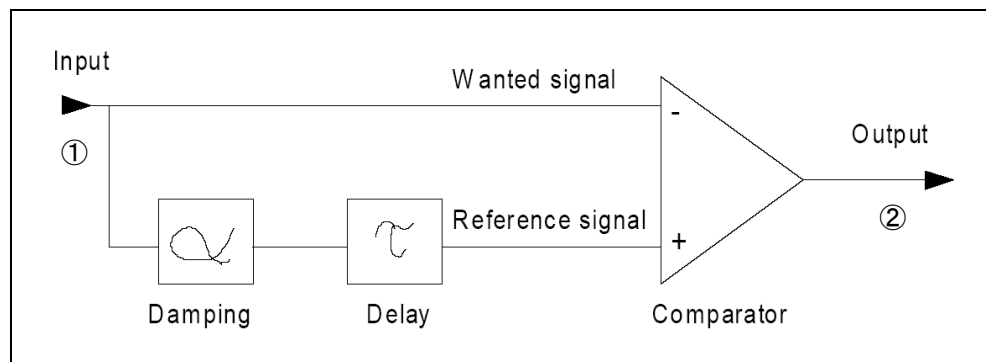 Input
Wanted signal
-
Output
①
②
α
τ
Reference signal
+
Damping
Delay
Comparator